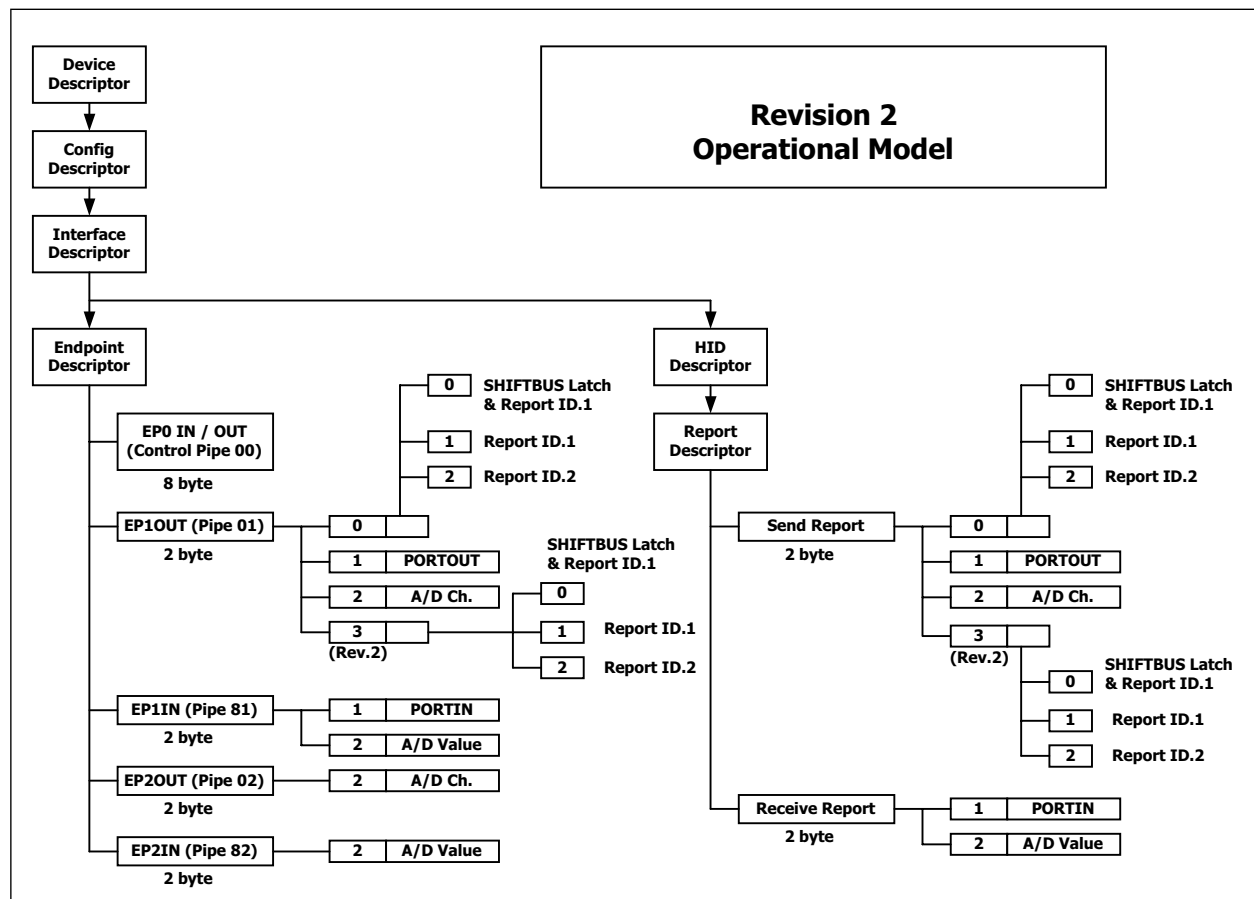 Device
Descriptor
Revision 2
Operational Model
Config
Descriptor
Interface
Descriptor
Endpoint
Descriptor
EP0 IN / OUT
(Control Pipe 00)
8 byte
0 SHIFTBUS Latch
& Report ID.1
1 Report ID.1
2 Report ID.2
EP1OUT (Pipe 01)
2 byte
0
1 PORTOUT
2 A/D Ch.
3
(Rev.2)
SHIFTBUS Latch
& Report ID.1
0
1 Report ID.1
2 Report ID.2
EP1IN (Pipe 81)
2 byte
1 PORTIN
2 A/D Value
EP2OUT (Pipe 02)
2 byte
2 A/D Ch.
EP2IN (Pipe 82)
2 byte
2 A/D Value
HID
Descriptor
Report
Descriptor
0 SHIFTBUS Latch
& Report ID.1
1 Report ID.1
2 Report ID.2
Send Report
2 byte
0
1 PORTOUT
2 A/D Ch.
3
(Rev.2)
0 SHIFTBUS Latch
& Report ID.1
1 Report ID.1
2 Report ID.2
Receive Report
2 byte
1 PORTIN
2 A/D Value